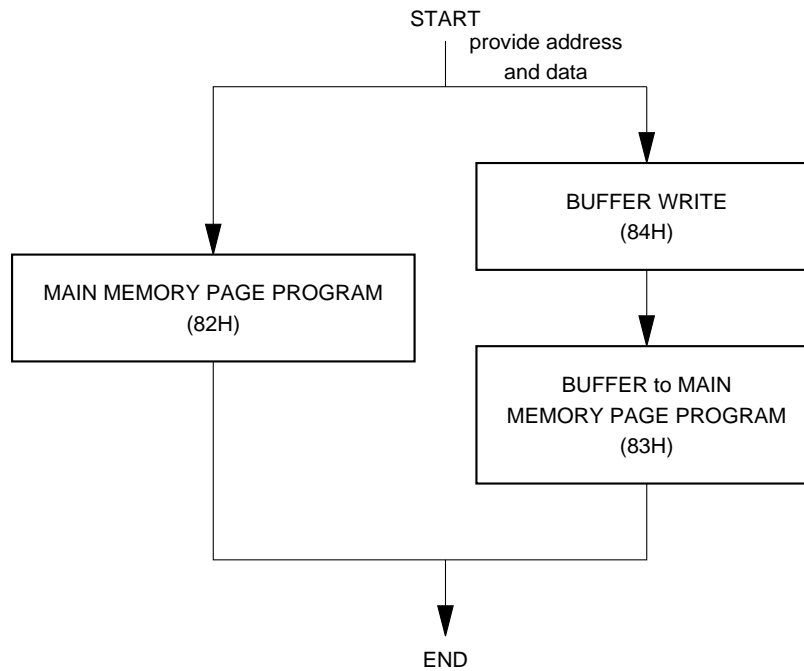 START
provide address
and data
BUFFER WRITE
(84H)
MAIN MEMORY PAGE PROGRAM
(82H)
BUFFER to MAIN
MEMORY PAGE PROGRAM
(83H)
END